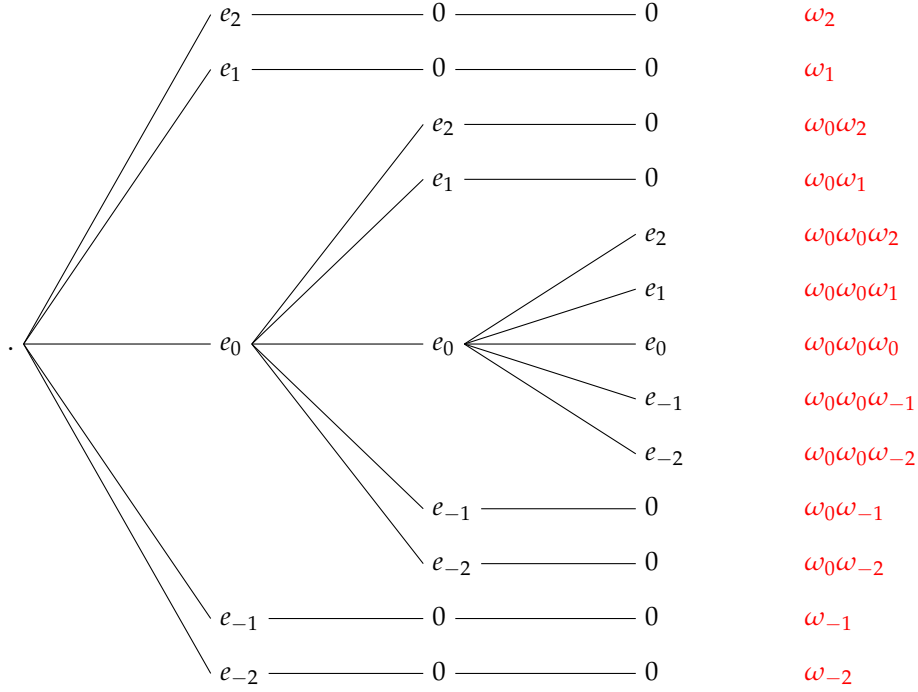 e₂ 0 0 ω₂
e₁ 0 0 ω₁
e₂ 0 ω₀ω₂
e₁ 0 ω₀ω₁
e₂ ω₀ω₀ω₂
e₁ ω₀ω₀ω₁
. e₀ e₀ e₀ ω₀ω₀ω₀
e₋₁ ω₀ω₀ω₋₁
e₋₂ ω₀ω₀ω₋₂
e₋₁ 0 ω₀ω₋₁
e₋₂ 0 ω₀ω₋₂
e₋₁ 0 0 ω₋₁
e₋₂ 0 0 ω₋₂